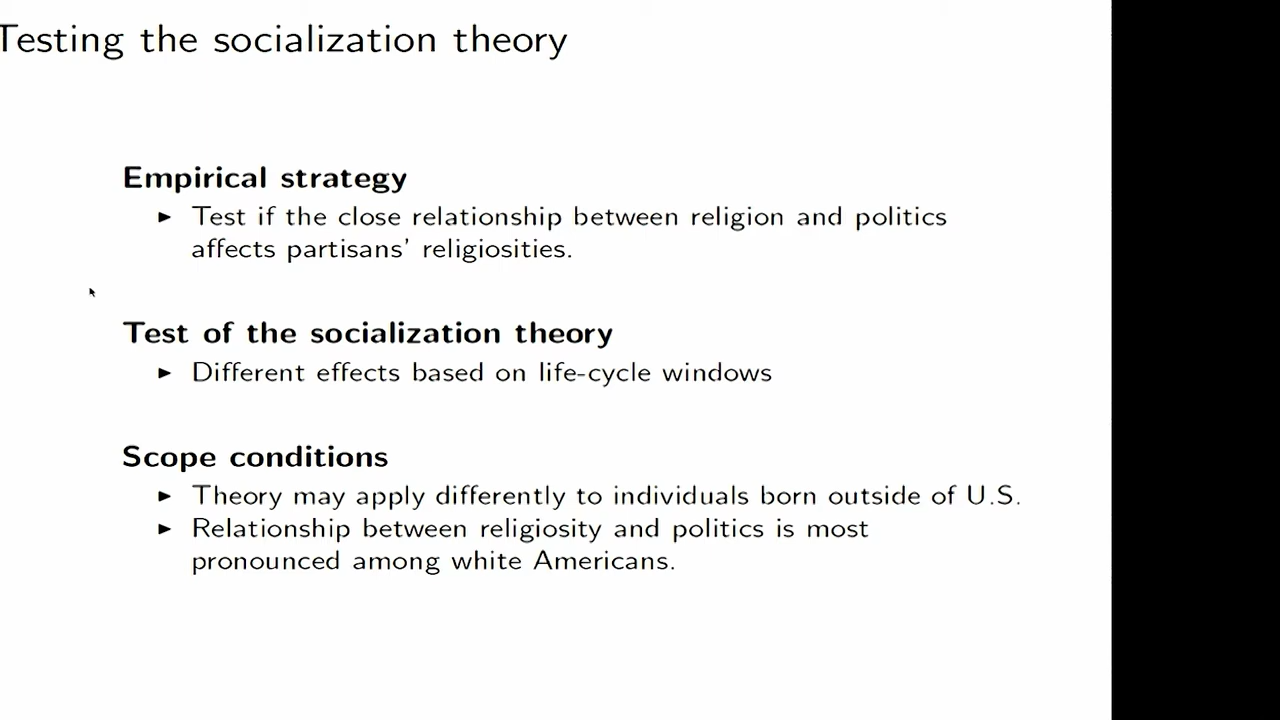 Testing the socialization theory
Empirical strategy
▶ Test if the close relationship between religion and politics
affects partisans' religiosities.
Test of the socialization theory
▶ Different effects based on life-cycle windows
Scope conditions
▶ Theory may apply differently to individuals born outside of U.S.
▶ Relationship between religiosity and politics is most
pronounced among white Americans.